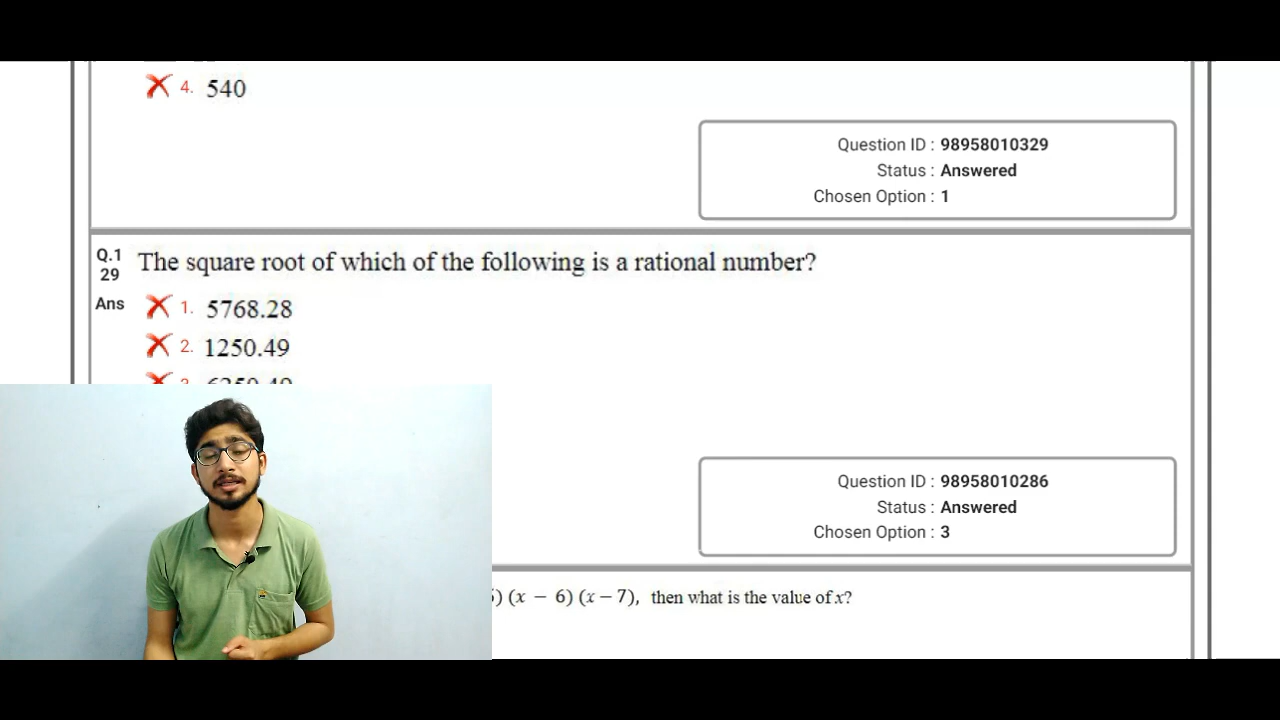 4. 540
Question ID : 98958010329
Status : Answered
Chosen Option : 1
Q.1
29
The square root of which of the following is a rational number?
Ans
1. 5768.28
2. 1250.49
Question ID : 98958010286
Status : Answered
Chosen Option : 3
(x − 6) (x − 7), then what is the value of x?